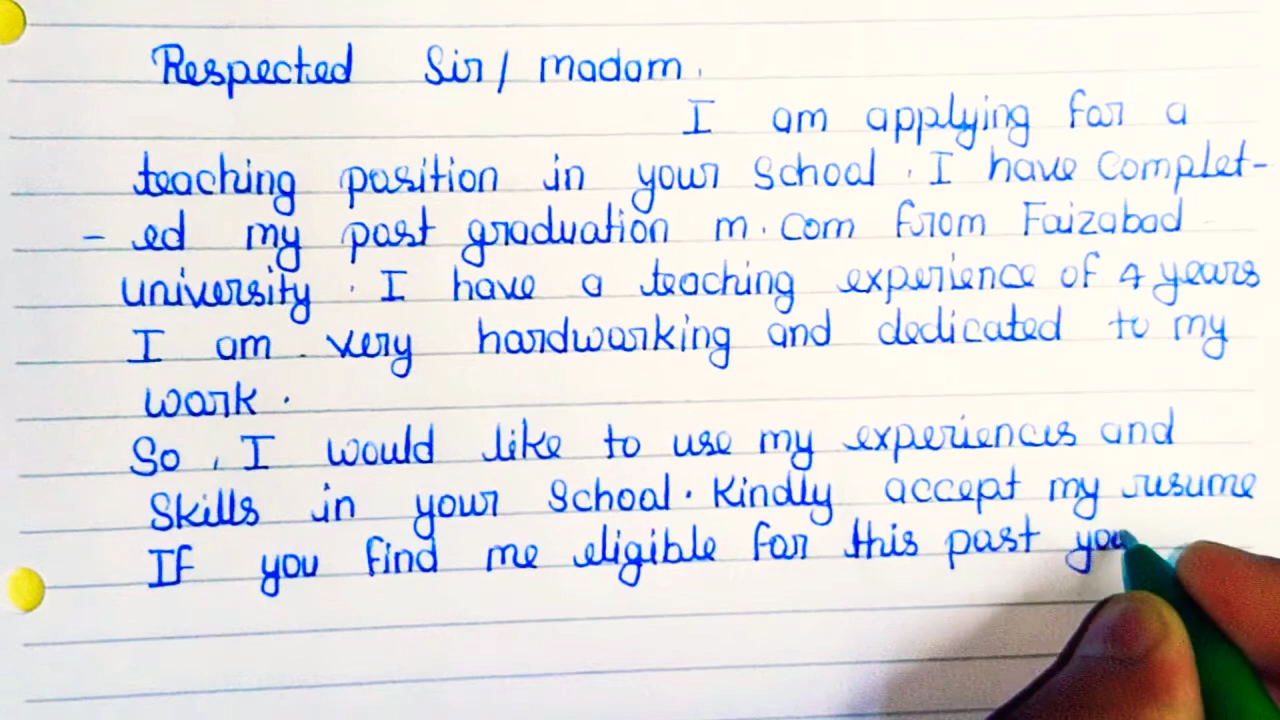 Respected Sir / madam.
I am applying for a
teaching position in your School. I have Complet-
- ed my post graduation m.com from Faizabad
university. I have a teaching experience of 4 years
I am very hardworking and dedicated to my
work.
So, I would like to use my experiences and
Skills in your School. Kindly accept my resume
If you find me eligible for this post you